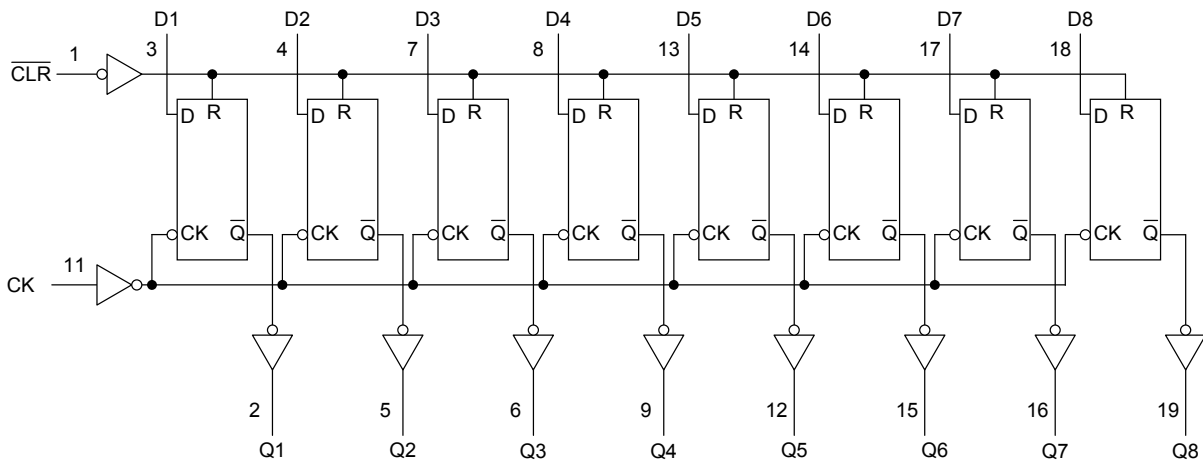 D1 D2 D3 D4 D5 D6 D7 D8
1 3 4 7 8 13 14 17 18
C̅L̅R̅
R R R R R R R R
D D D D D D D D
CK Q̅ CK Q̅ CK Q̅ CK Q̅ CK Q̅ CK Q̅ CK Q̅ CK Q̅
11
CK
2 5 6 9 12 15 16 19
Q1 Q2 Q3 Q4 Q5 Q6 Q7 Q8